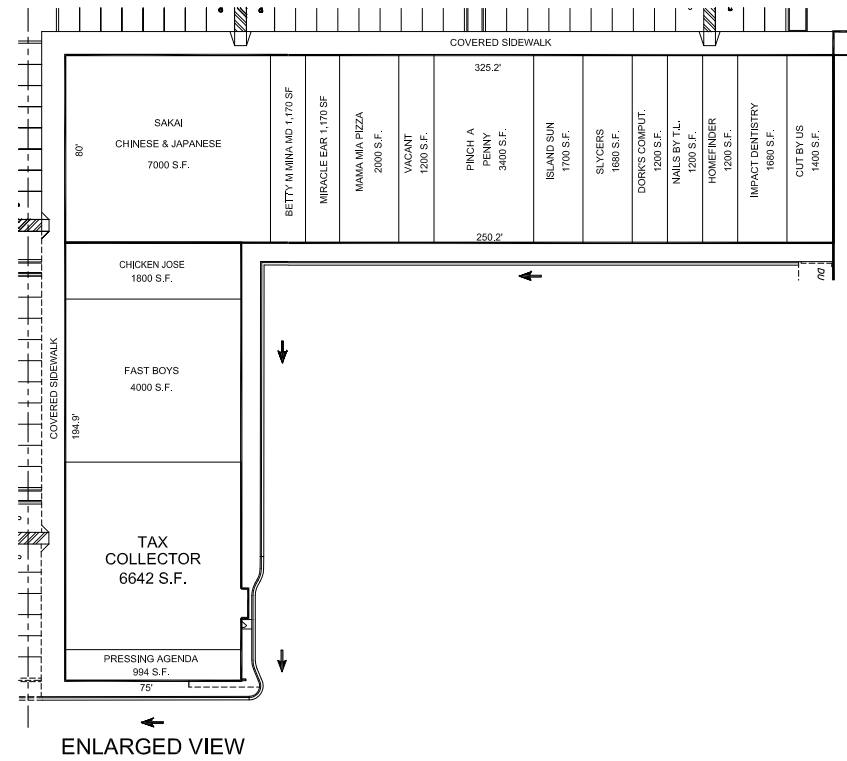 COVERED SIDEWALK
325.2'
80'
SAKAI
CHINESE & JAPANESE
7000 S.F.
BETTY M MINA MD 1,170 SF
MIRACLE EAR 1,170 SF
MAMA MIA PIZZA
2000 S.F.
VACANT
1200 S.F.
PINCH A
PENNY
3400 S.F.
ISLAND SUN
1700 S.F.
SLYCERS
1680 S.F.
DORK'S COMPUT.
1200 S.F.
NAILS BY T.L.
1200 S.F.
HOMEFINDER
1200 S.F.
IMPACT DENTISTRY
1680 S.F.
CUT BY US
1400 S.F.
250.2'
DU
CHICKEN JOSE
1800 S.F.
COVERED SIDEWALK
194.9'
FAST BOYS
4000 S.F.
TAX
COLLECTOR
6642 S.F.
PRESSING AGENDA
994 S.F.
75'
ENLARGED VIEW